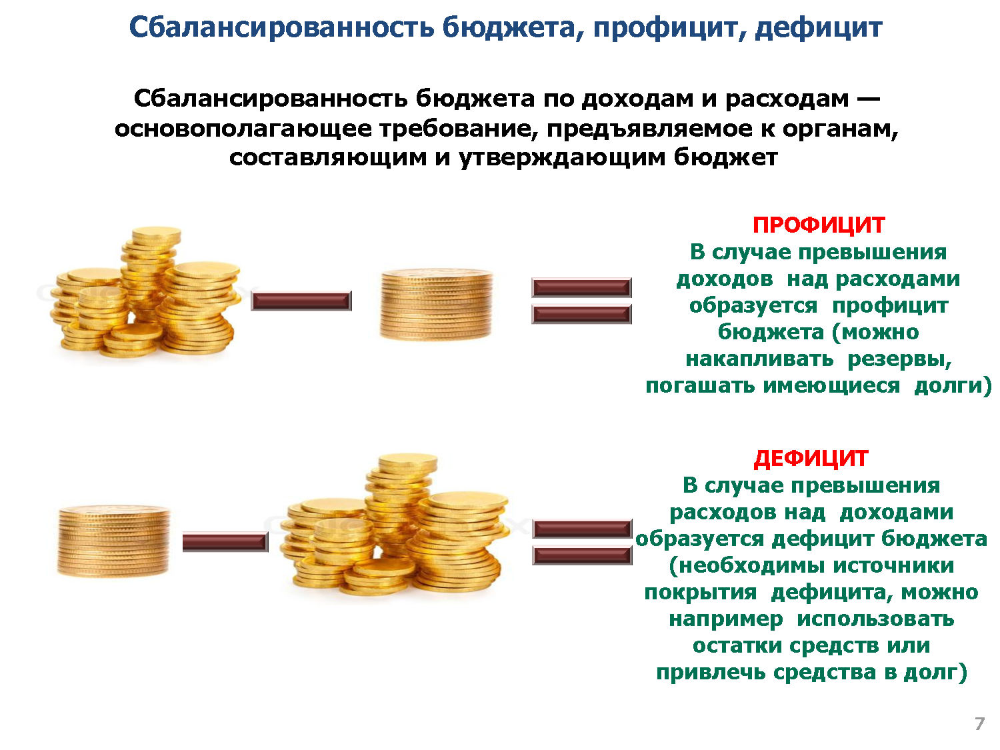 Сбалансированность бюджета, профицит, дефицит
Сбалансированность бюджета по доходам и расходам —
основополагающее требование, предъявляемое к органам,
составляющим и утверждающим бюджет
ПРОФИЦИТ
В случае превышения
доходов над расходами
образуется профицит
бюджета (можно
накапливать резервы,
погашать имеющиеся долги)
ДЕФИЦИТ
В случае превышения
расходов над доходами
образуется дефицит бюджета
(необходимы источники
покрытия дефицита, можно
например использовать
остатки средств или
привлечь средства в долг)
7